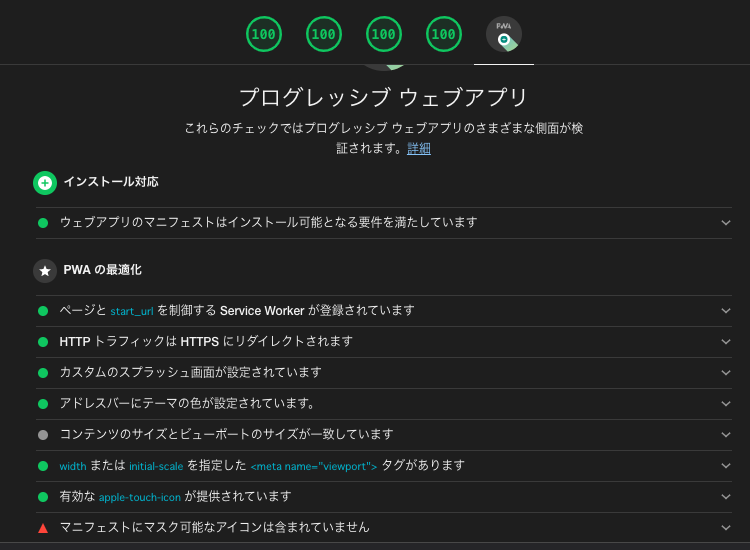 100 100 100 100 PWA
プログレッシブ ウェブアプリ
これらのチェックではプログレッシブ ウェブアプリのさまざまな側面が検
証されます。詳細
インストール対応
ウェブアプリのマニフェストはインストール可能となる要件を満たしています
PWA の最適化
ページと start_url を制御する Service Worker が登録されています
HTTP トラフィックは HTTPS にリダイレクトされます
カスタムのスプラッシュ画面が設定されています
アドレスバーにテーマの色が設定されています。
コンテンツのサイズとビューポートのサイズが一致しています
width または initial-scale を指定した <meta name="viewport"> タグがあります
有効な apple-touch-icon が提供されています
マニフェストにマスク可能なアイコンは含まれていません